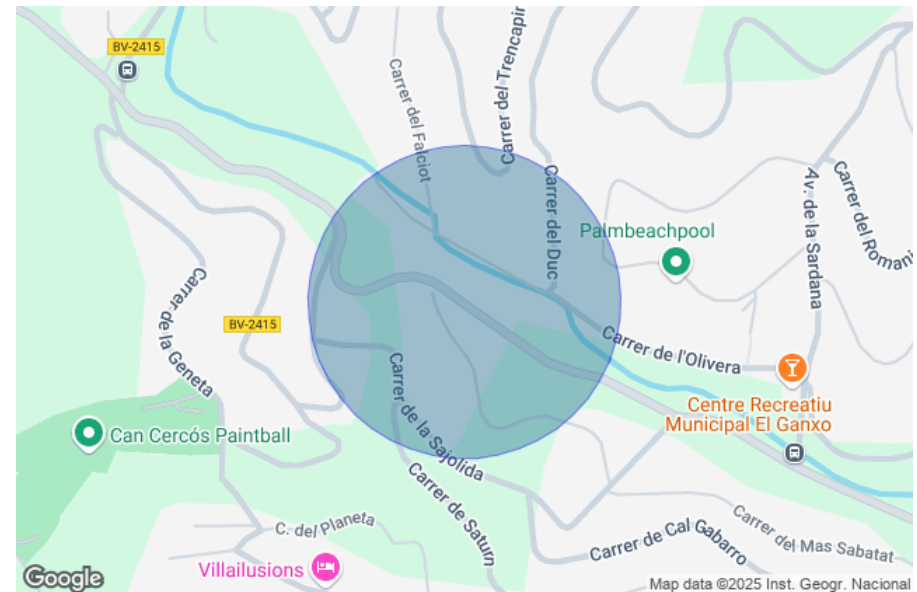 BV-2415
Carrer del Falciot
Carrer del Trencapin
Carrer del Duc
Palmbeachpool
Av. de la Sardana
Carrer del Romaní
Carrer de la Geneta
BV-2415
Carrer de l'Olivera
Carrer de la Sajolida
Centre Recreatiu
Municipal El Ganxo
Can Cercós Paintball
Carrer de Saturn
C. del Planeta
Villailusions
Carrer de Cal Gabarro
Carrer del Mas Sabatat
Google
Map data ©2025 Inst. Geogr. Nacional